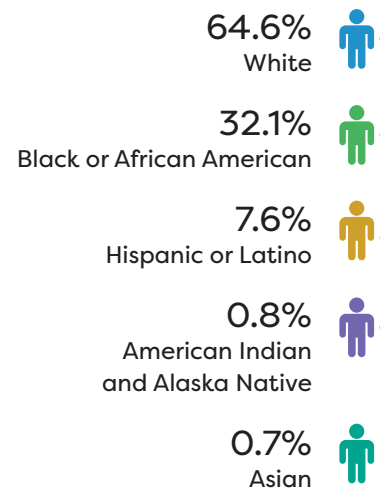 64.6%
White
32.1%
Black or African American
7.6%
Hispanic or Latino
0.8%
American Indian
and Alaska Native
0.7%
Asian